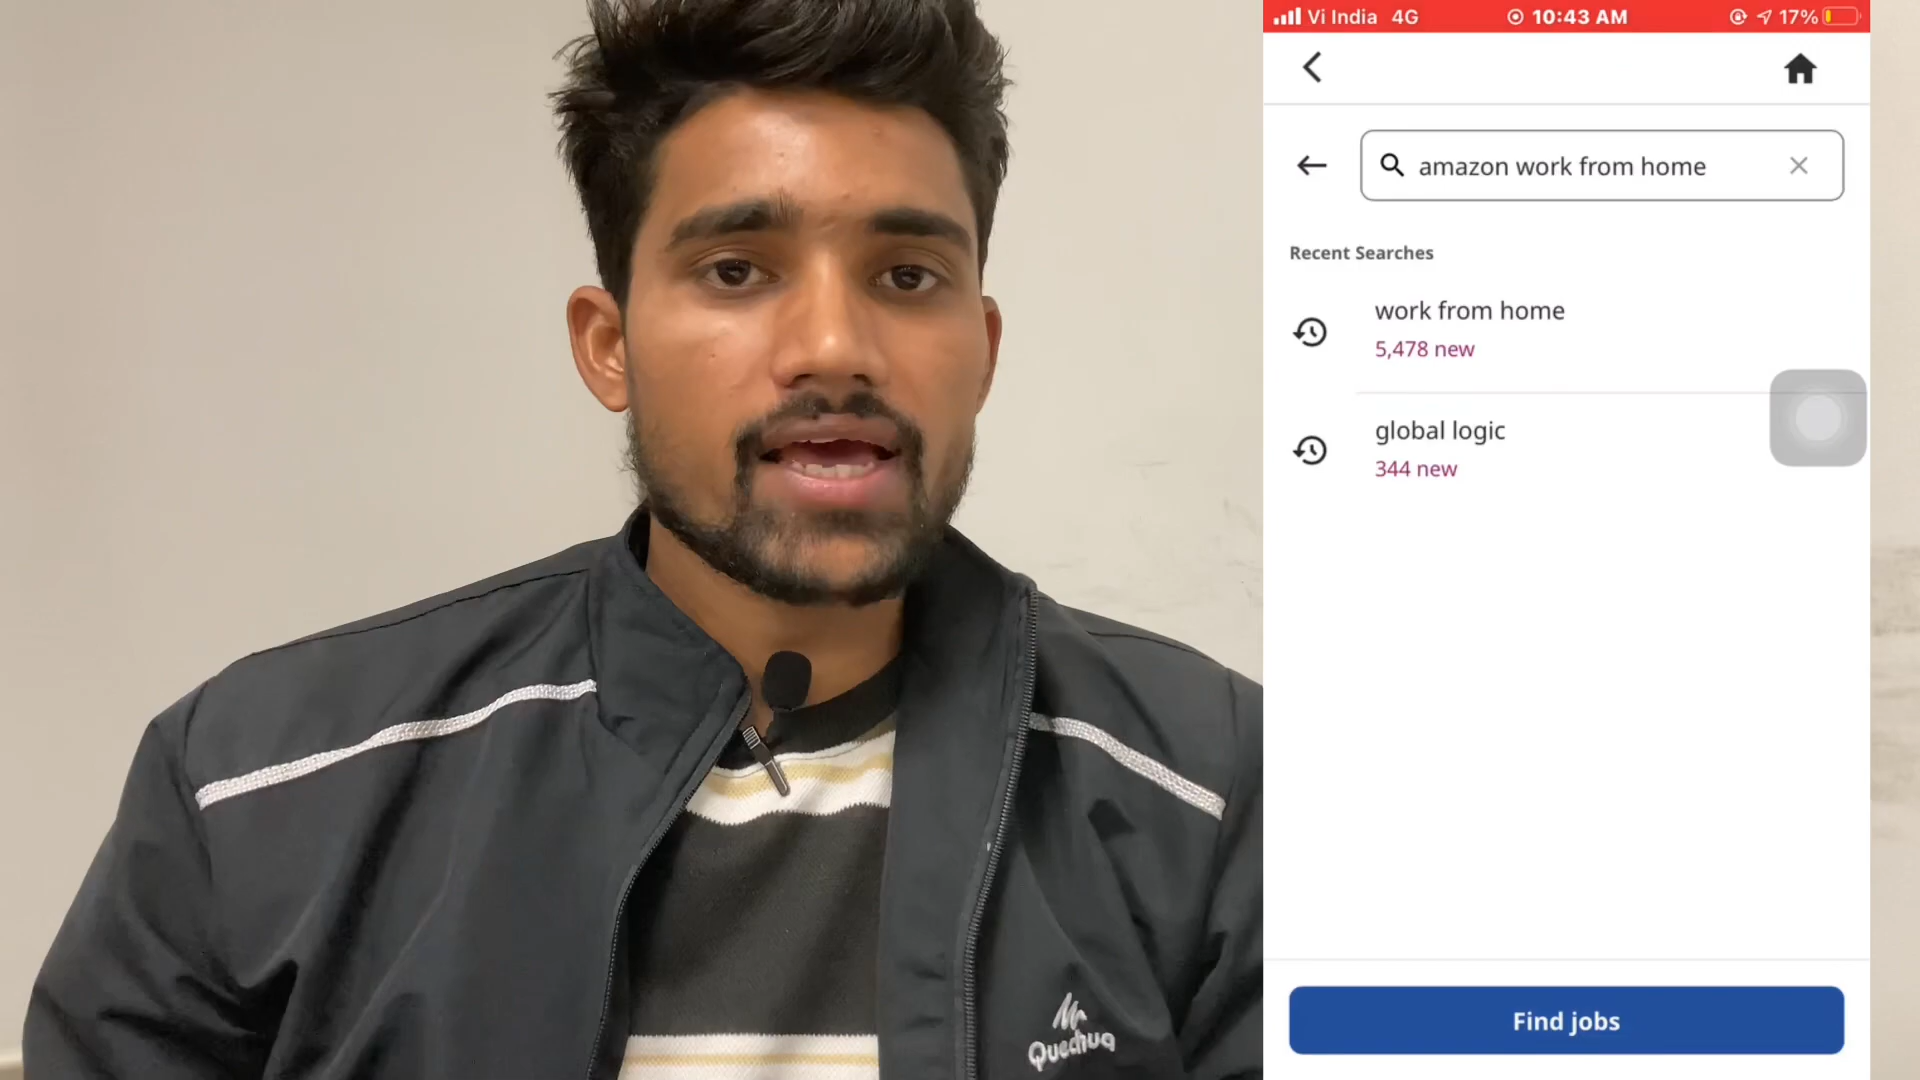 Vi India 4G 10:43 AM 17%
amazon work from home
Recent Searches
work from home
5,478 new
global logic
344 new
Find jobs
Quechua